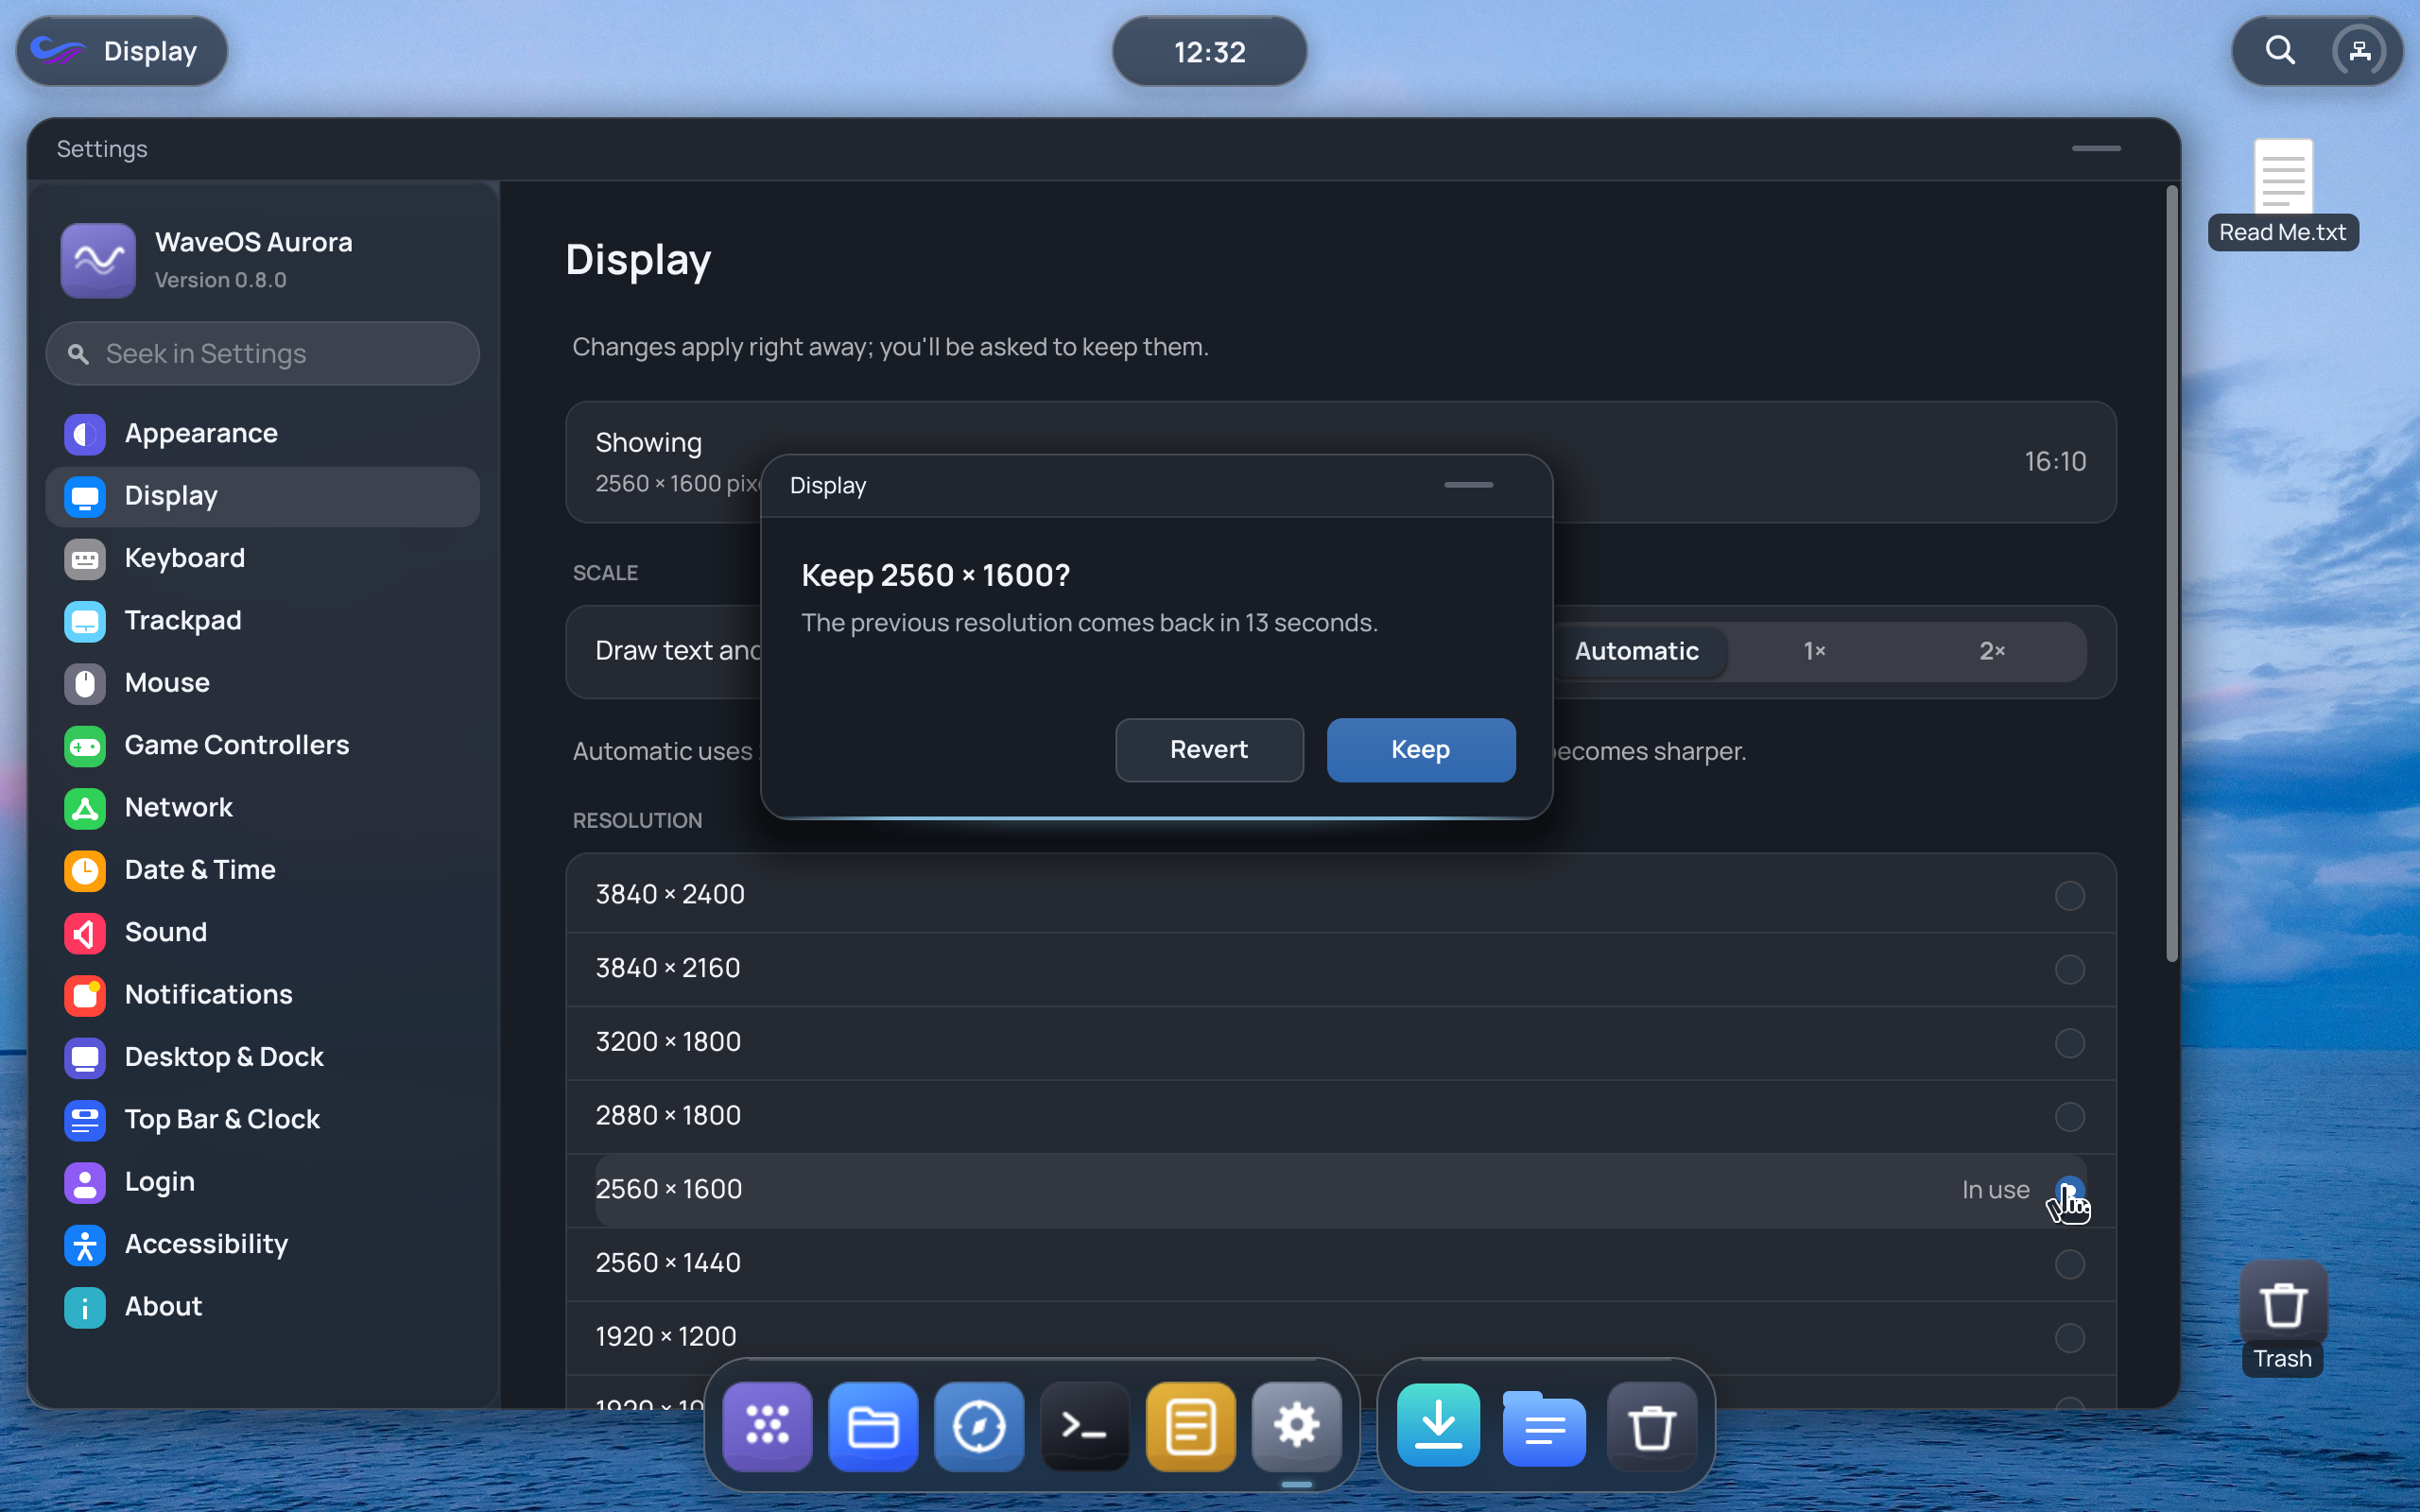 Display
12:32
Settings
Read Me.txt
WaveOS Aurora
Version 0.8.0
Seek in Settings
Appearance
Display
Keyboard
Trackpad
Mouse
Game Controllers
Network
Date & Time
Sound
Notifications
Desktop & Dock
Top Bar & Clock
Login
Accessibility
About
Display
Changes apply right away; you'll be asked to keep them.
Showing
16:10
2560 × 1600
SCALE
Draw text and
Automatic
1×
2×
Automatic uses
becomes sharper.
Display
Keep 2560 × 1600?
The previous resolution comes back in 13 seconds.
Revert
Keep
RESOLUTION
3840 × 2400
3840 × 2160
3200 × 1800
2880 × 1800
2560 × 1600
In use
2560 × 1440
1920 × 1200
Trash